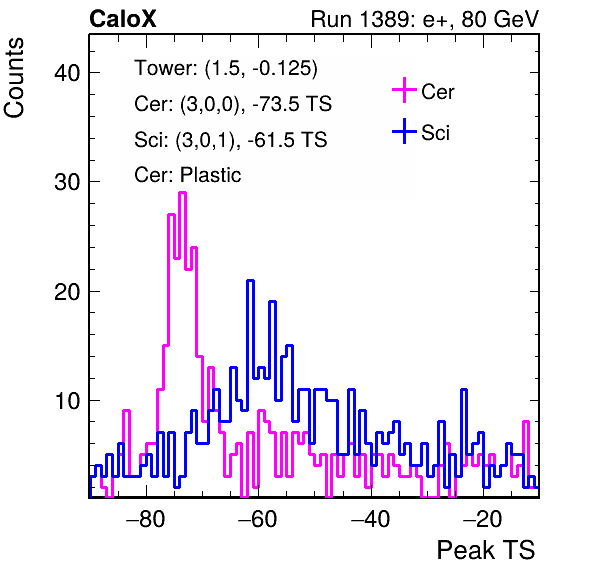 CaloX Run 1389: e+, 80 GeV
Counts
Tower: (1.5, -0.125)
Cer: (3,0,0), -73.5 TS
Sci: (3,0,1), -61.5 TS
Cer: Plastic
Cer
Sci
40
30
20
10
−80 −60 −40 −20
Peak TS